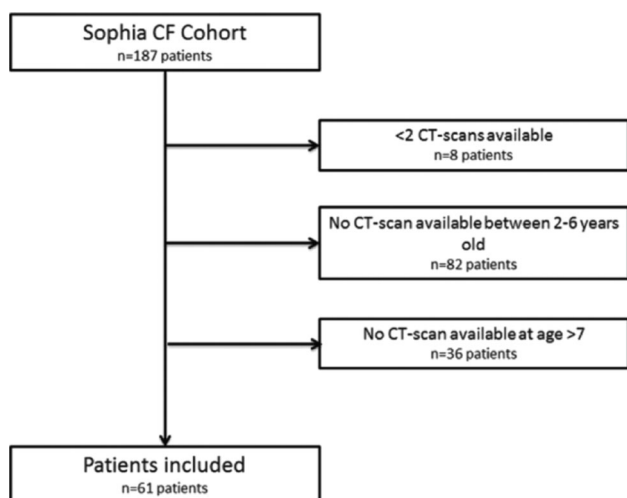 Sophia CF Cohort
n=187 patients
<2 CT-scans available
n=8 patients
No CT-scan available between 2-6 years
old
n=82 patients
No CT-scan available at age >7
n=36 patients
Patients included
n=61 patients